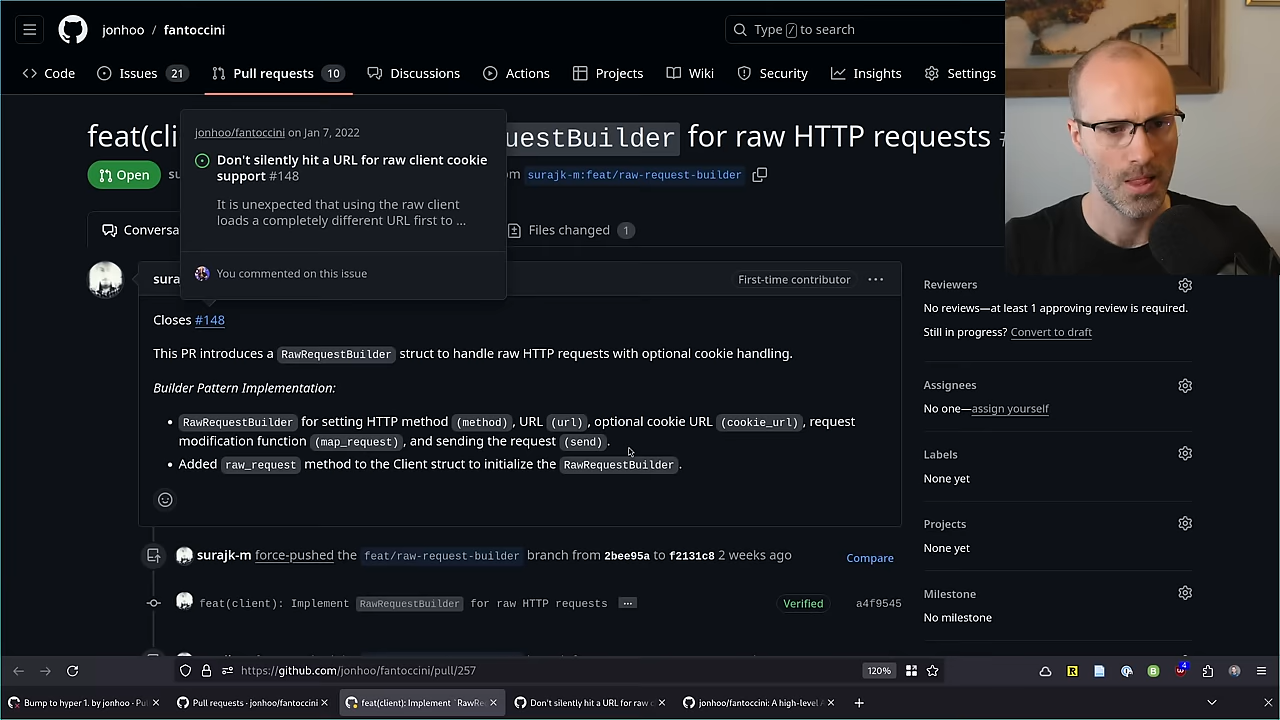 jonhoo / fantoccini
Type / to search
Code
Issues 21
Pull requests 10
Discussions
Actions
Projects
Wiki
Security
Insights
Settings
feat(cli
uestBuilder for raw HTTP requests
jonhoo/fantoccini on Jan 7, 2022
Don't silently hit a URL for raw client cookie
support #148
It is unexpected that using the raw client
loads a completely different URL first to ...
You commented on this issue
Open
su
om surajk-m:feat/raw-request-builder
Conversa
Files changed 1
suraj
First-time contributor
Closes #148
This PR introduces a RawRequestBuilder struct to handle raw HTTP requests with optional cookie handling.
Builder Pattern Implementation:
• RawRequestBuilder for setting HTTP method (method), URL (url), optional cookie URL (cookie_url), request
modification function (map_request), and sending the request (send).
• Added raw_request method to the Client struct to initialize the RawRequestBuilder.
surajk-m force-pushed the feat/raw-request-builder branch from 2bee95a to f2131c8 2 weeks ago
Compare
feat(client): Implement RawRequestBuilder for raw HTTP requests ...
Verified
a4f9545
Reviewers
No reviews—at least 1 approving review is required.
Still in progress? Convert to draft
Assignees
No one—assign yourself
Labels
None yet
Projects
None yet
Milestone
No milestone
https://github.com/jonhoo/fantoccini/pull/257
120%
4
Bump to hyper 1. by jonhoo · Pu
Pull requests · jonhoo/fantoccini
feat(client): Implement `RawRe
Don't silently hit a URL for raw c
jonhoo/fantoccini: A high-level A